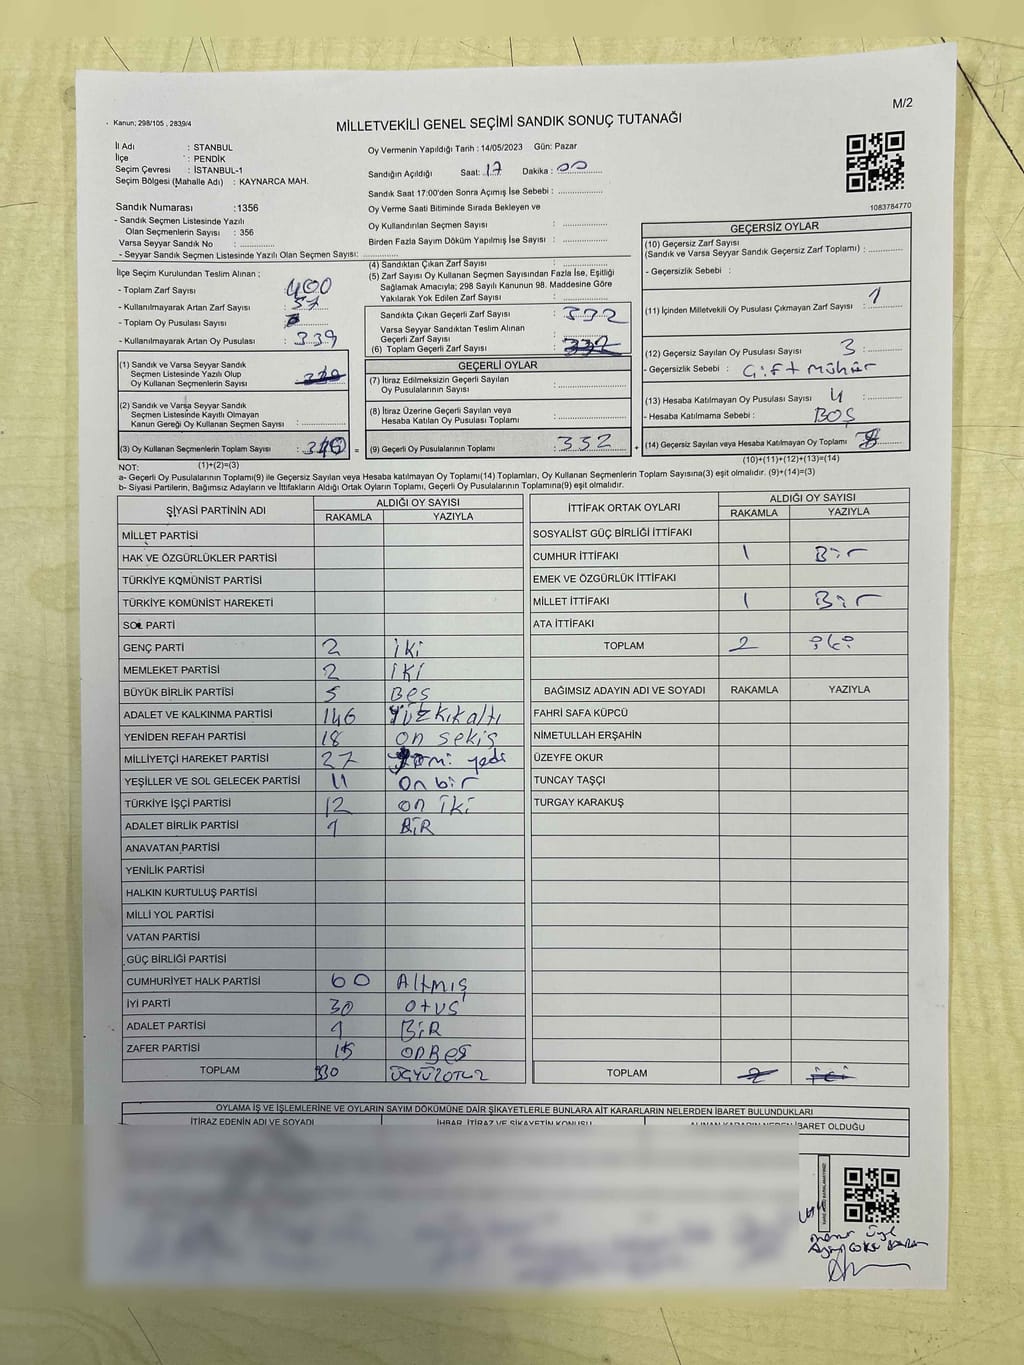 M/2
Kanun; 298/105 , 2839/4
MİLLETVEKİLİ GENEL SEÇİMİ SANDIK SONUÇ TUTANAĞI
İl Adı : STANBUL
İlçe : PENDİK
Seçim Çevresi : İSTANBUL-1
Seçim Bölgesi (Mahalle Adı) : KAYNARCA MAH.
Oy Vermenin Yapıldığı Tarih : 14/05/2023 Gün: Pazar
Sandığın Açıldığı Saat: 17 Dakika : 00
Sandık Saat 17:00'den Sonra Açımış İse Sebebi :
Oy Verme Saati Bitiminde Sırada Bekleyen ve
Oy Kullandırılan Seçmen Sayısı :
Birden Fazla Sayım Döküm Yapılmış İse Sayısı :
1083784770
Sandık Numarası :1356
- Sandık Seçmen Listesinde Yazılı
Olan Seçmenlerin Sayısı : 356
Varsa Seyyar Sandık No :
- Seyyar Sandık Seçmen Listesinde Yazılı Olan Seçmen Sayısı:
İlçe Seçim Kurulundan Teslim Alınan ;
- Toplam Zarf Sayısı : 400
- Kullanılmayarak Artan Zarf Sayısı : 57
- Toplam Oy Pusulası Sayısı :
- Kullanılmayarak Artan Oy Pusulası : 339
(1) Sandık ve Varsa Seyyar Sandık
Seçmen Listesinde Yazılı Olup
Oy Kullanan Seçmenlerin Sayısı :
(2) Sandık ve Varşa Seyyar Sandık
Seçmen Listesinde Kayıtlı Olmayan
Kanun Gereği Oy Kullanan Seçmen Sayısı :
(3) Oy Kullanan Seçmenlerin Toplam Sayısı :
(4) Sandıktan Çıkan Zarf Sayısı :
(5) Zarf Sayısı Oy Kullanan Seçmen Sayısından Fazla İse, Eşitliği
Sağlamak Amacıyla; 298 Sayılı Kanunun 98. Maddesine Göre
Yakılarak Yok Edilen Zarf Sayısı :
Sandıkta Çıkan Geçerli Zarf Sayısı : 332
Varsa Seyyar Sandıktan Teslim Alınan
Geçerli Zarf Sayısı :
(6) Toplam Geçerli Zarf Sayısı : 332
GEÇERLİ OYLAR
(7) İtiraz Edilmeksizin Geçerli Sayılan
Oy Pusulalarının Sayısı :
(8) İtiraz Üzerine Geçerli Sayılan veya
Hesaba Katılan Oy Pusulası Toplamı :
= (9) Geçerli Oy Pusulalarının Toplamı : 332
GEÇERSİZ OYLAR
(10) Geçersiz Zarf Sayısı
(Sandık ve Varsa Seyyar Sandık Geçersiz Zarf Toplamı) :
- Geçersizlik Sebebi :
(11) İçinden Milletvekili Oy Pusulası Çıkmayan Zarf Sayısı : 1
(12) Geçersiz Sayılan Oy Pusulası Sayısı : 3
- Geçersizlik Sebebi : Çift mühür
(13) Hesaba Katılmayan Oy Pusulası Sayısı : 4
- Hesaba Katılmama Sebebi : BOŞ
+ (14) Geçersiz Sayılan veya Hesaba Katılmayan Oy Toplamı : 8
NOT: (1)+(2)=(3)
(10)+(11)+(12)+(13)=(14)
a- Geçerli Oy Pusulalarının Toplamı(9) ile Geçersiz Sayılan veya Hesaba katılmayan Oy Toplamı(14) Toplamları, Oy Kullanan Seçmenlerin Toplam Sayısına(3) eşit olmalıdır. (9)+(14)=(3)
b- Siyasi Partilerin, Bağımsız Adayların ve İttifakların Aldığı Ortak Oyların Toplamı, Geçerli Oy Pusulalarının Toplamına(9) eşit olmalıdır.
SİYASİ PARTİNİN ADI ALDIĞI OY SAYISI
RAKAMLA YAZIYLA
MİLLET PARTİSİ
HAK VE ÖZGÜRLÜKLER PARTİSİ
TÜRKİYE KOMÜNİST PARTİSİ
TÜRKİYE KOMÜNİST HAREKETİ
SOL PARTİ
GENÇ PARTİ 2 iki
MEMLEKET PARTİSİ 2 İKİ
BÜYÜK BİRLİK PARTİSİ 5 BEŞ
ADALET VE KALKINMA PARTİSİ 146 Yüzkıkaltı
YENİDEN REFAH PARTİSİ 18 on sekiş
MİLLİYETÇİ HAREKET PARTİSİ 27 yedi
YEŞİLLER VE SOL GELECEK PARTİSİ 11 On bir
TÜRKİYE İŞÇİ PARTİSİ 12 on iki
ADALET BİRLİK PARTİSİ 1 BİR
ANAVATAN PARTİSİ
YENİLİK PARTİSİ
HALKIN KURTULUŞ PARTİSİ
MİLLİ YOL PARTİSİ
VATAN PARTİSİ
GÜÇ BİRLİĞİ PARTİSİ
CUMHURİYET HALK PARTİSİ 60 Altmış
İYİ PARTİ 30 otus
ADALET PARTİSİ 1 BİR
ZAFER PARTİSİ 15 ONBEŞ
TOPLAM 330 ÜÇYÜZOTUZ
İTTİFAK ORTAK OYLARI ALDIĞI OY SAYISI
RAKAMLA YAZIYLA
SOSYALİST GÜÇ BİRLİĞİ İTTİFAKI
CUMHUR İTTİFAKI 1 Bir
EMEK VE ÖZGÜRLÜK İTTİFAKI
MİLLET İTTİFAKI 1 Bir
ATA İTTİFAKI
TOPLAM 2 iki
BAĞIMSIZ ADAYIN ADI VE SOYADI RAKAMLA YAZIYLA
FAHRİ SAFA KÜPCÜ
NİMETULLAH ERŞAHİN
ÜZEYFE OKUR
TUNCAY TAŞÇI
TURGAY KARAKUŞ
TOPLAM 2 iki
OYLAMA İŞ VE İŞLEMLERİNE VE OYLARIN SAYIM DÖKÜMÜNE DAİR ŞİKAYETLERLE BUNLARA AİT KARARLARIN NELERDEN İBARET BULUNDUKLARI
İTİRAZ EDENİN ADI VE SOYADI İHBAR, İTİRAZ VE ŞİKAYETİN KONUSU ALINAN KARARIN NEDEN İBARET OLDUĞU